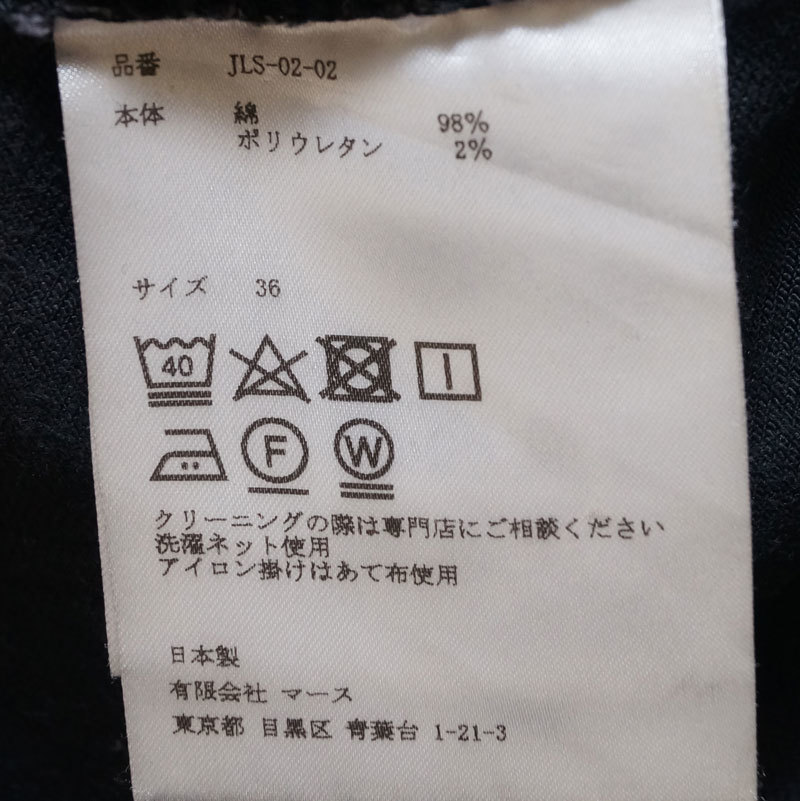 品番 JLS-02-02
本体 綿 98%
ポリウレタン 2%
サイズ 36
40
F W
クリーニングの際は専門店にご相談ください
洗濯ネット使用
アイロン掛けはあて布使用
日本製
有限会社 マース
東京都 目黒区 青葉台 1-21-3